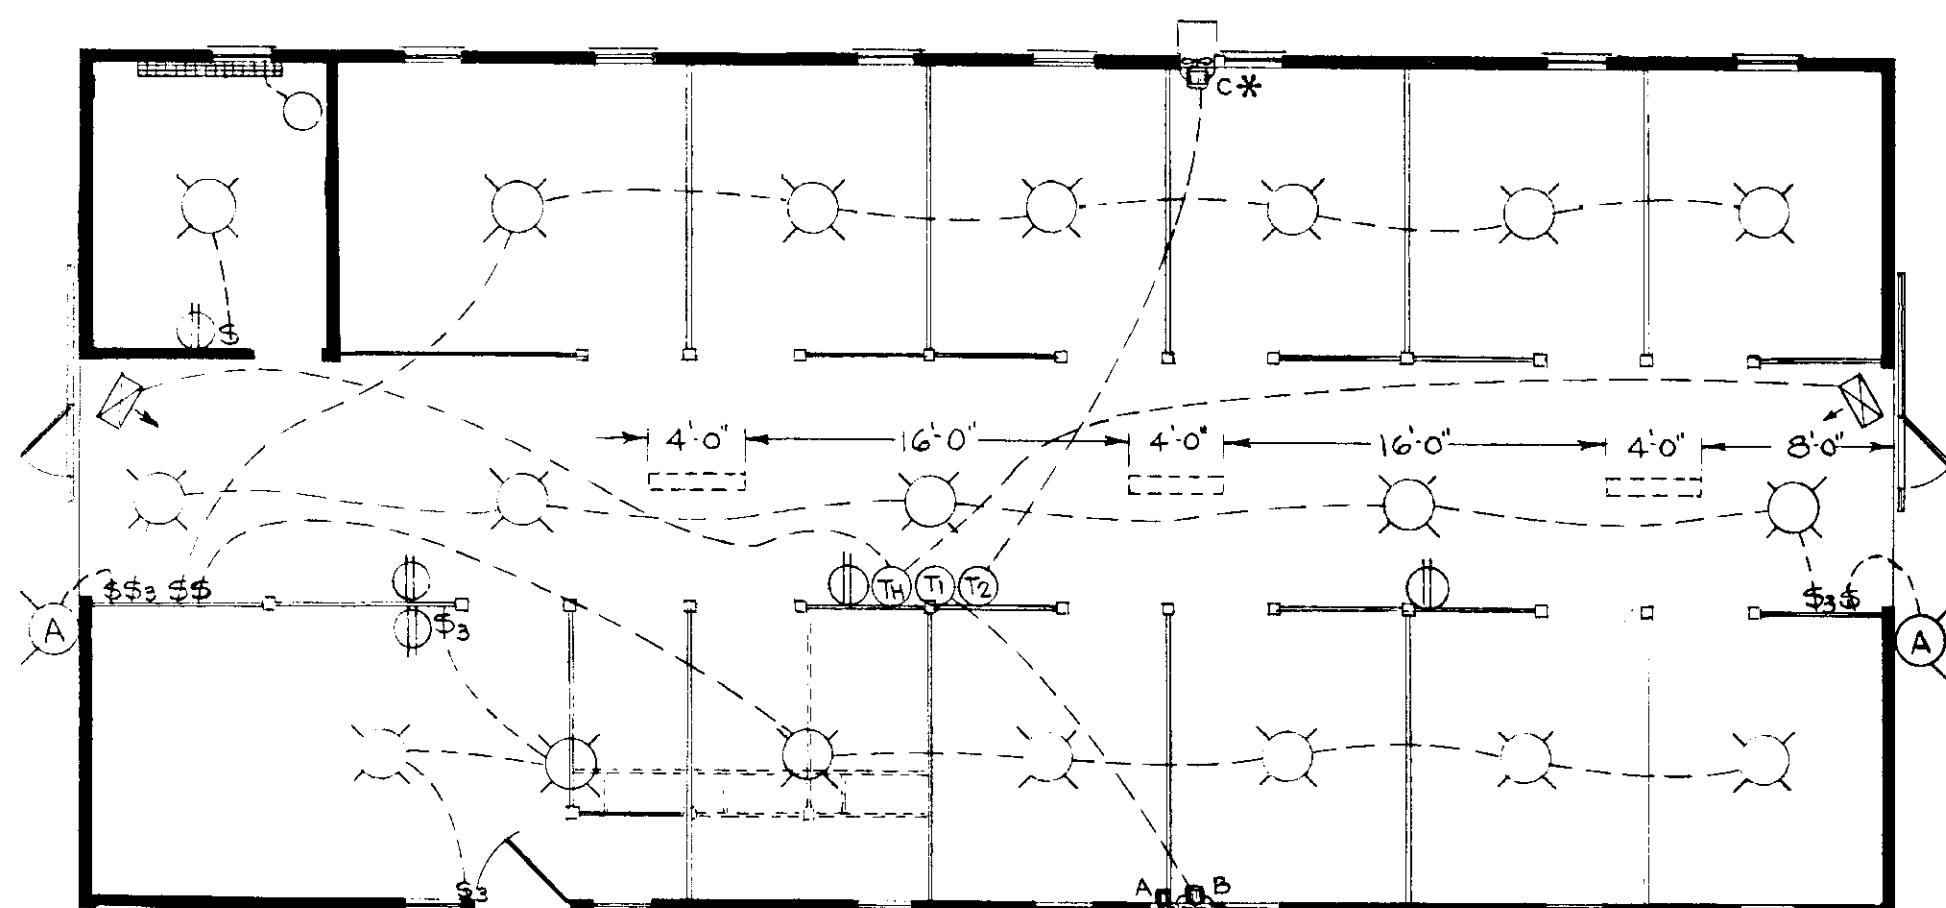 C*
$
4'-0" 16'-0" 4'-0" 16'-0" 4'-0" 8'-0"
$$3 $$ TH T1 T2 $3 $
A $3 A
$3 A B